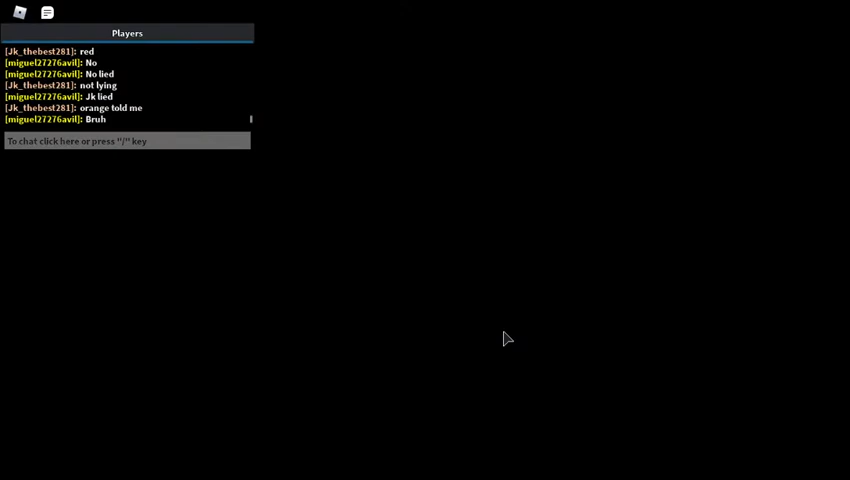 Players
[Jk_thebest281]: red
[miguel27276avil]: No
[miguel27276avil]: No lied
[Jk_thebest281]: not lying
[miguel27276avil]: Jk lied
[Jk_thebest281]: orange told me
[miguel27276avil]: Bruh
To chat click here or press "/" key